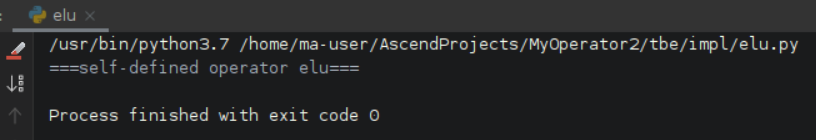 elu
/usr/bin/python3.7 /home/ma-user/AscendProjects/MyOperator2/tbe/impl/elu.py
===self-defined operator elu===
Process finished with exit code 0